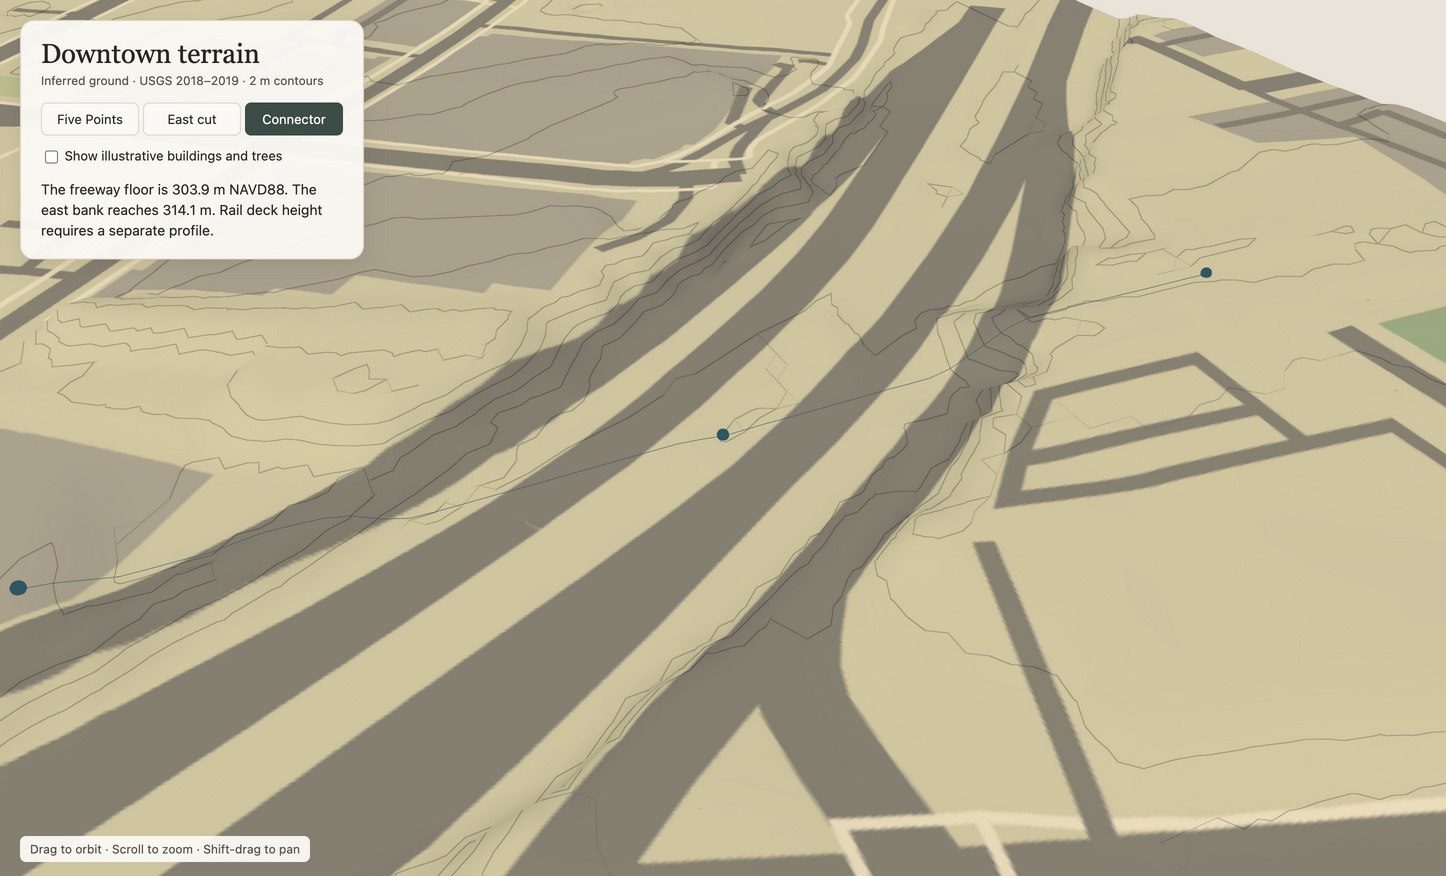 Downtown terrain
Inferred ground · USGS 2018–2019 · 2 m contours
Five Points
East cut
Connector
Show illustrative buildings and trees
The freeway floor is 303.9 m NAVD88. The
east bank reaches 314.1 m. Rail deck height
requires a separate profile.
Drag to orbit · Scroll to zoom · Shift-drag to pan